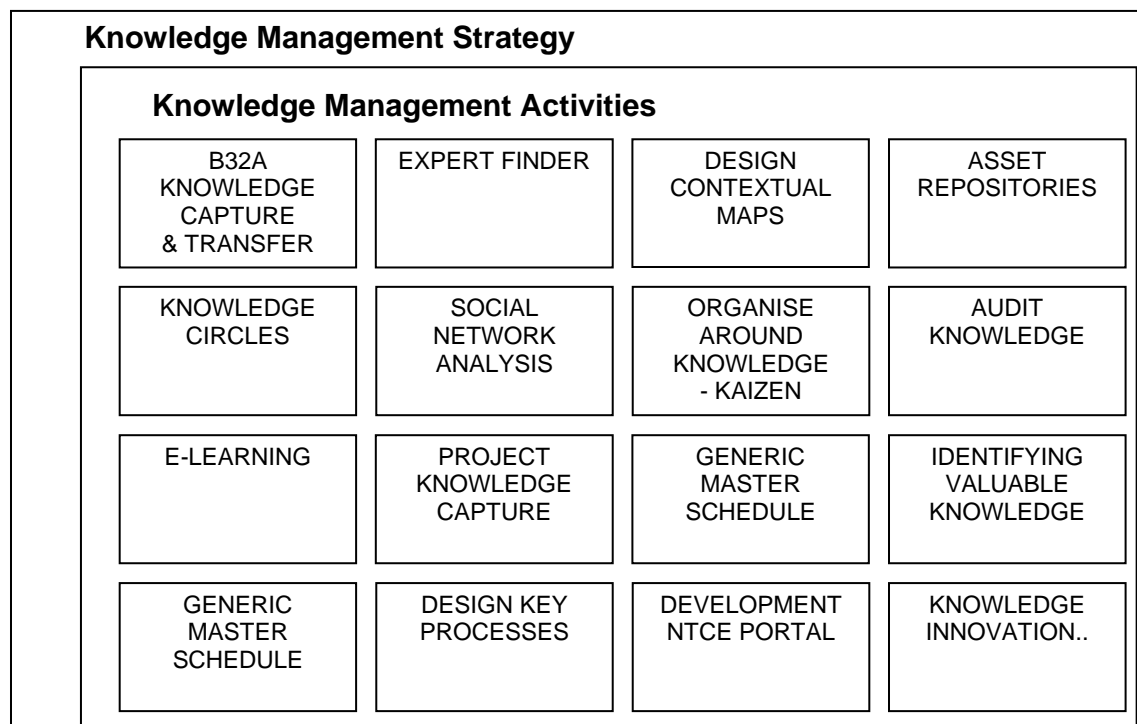 Knowledge Management Strategy
Knowledge Management Activities
B32A
KNOWLEDGE
CAPTURE
& TRANSFER
EXPERT FINDER
DESIGN
CONTEXTUAL
MAPS
ASSET
REPOSITORIES
KNOWLEDGE
CIRCLES
SOCIAL
NETWORK
ANALYSIS
ORGANISE
AROUND
KNOWLEDGE
- KAIZEN
AUDIT
KNOWLEDGE
E-LEARNING
PROJECT
KNOWLEDGE
CAPTURE
GENERIC
MASTER
SCHEDULE
IDENTIFYING
VALUABLE
KNOWLEDGE
GENERIC
MASTER
SCHEDULE
DESIGN KEY
PROCESSES
DEVELOPMENT
NTCE PORTAL
KNOWLEDGE
INNOVATION..